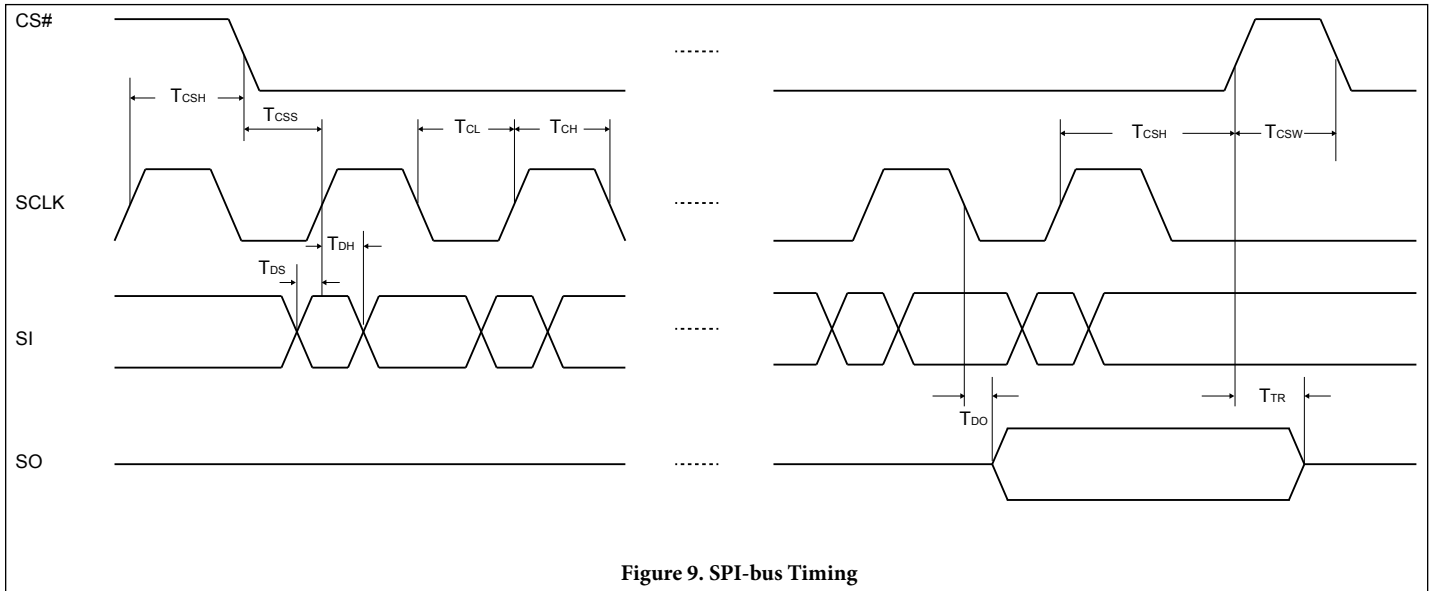 CS#
........
TCSH
TCSS
TCL
TCH
TCSH
TCSW
SCLK
........
TDH
TDS
SI
........
TTR
TDO
SO
........
Figure 9. SPI-bus Timing